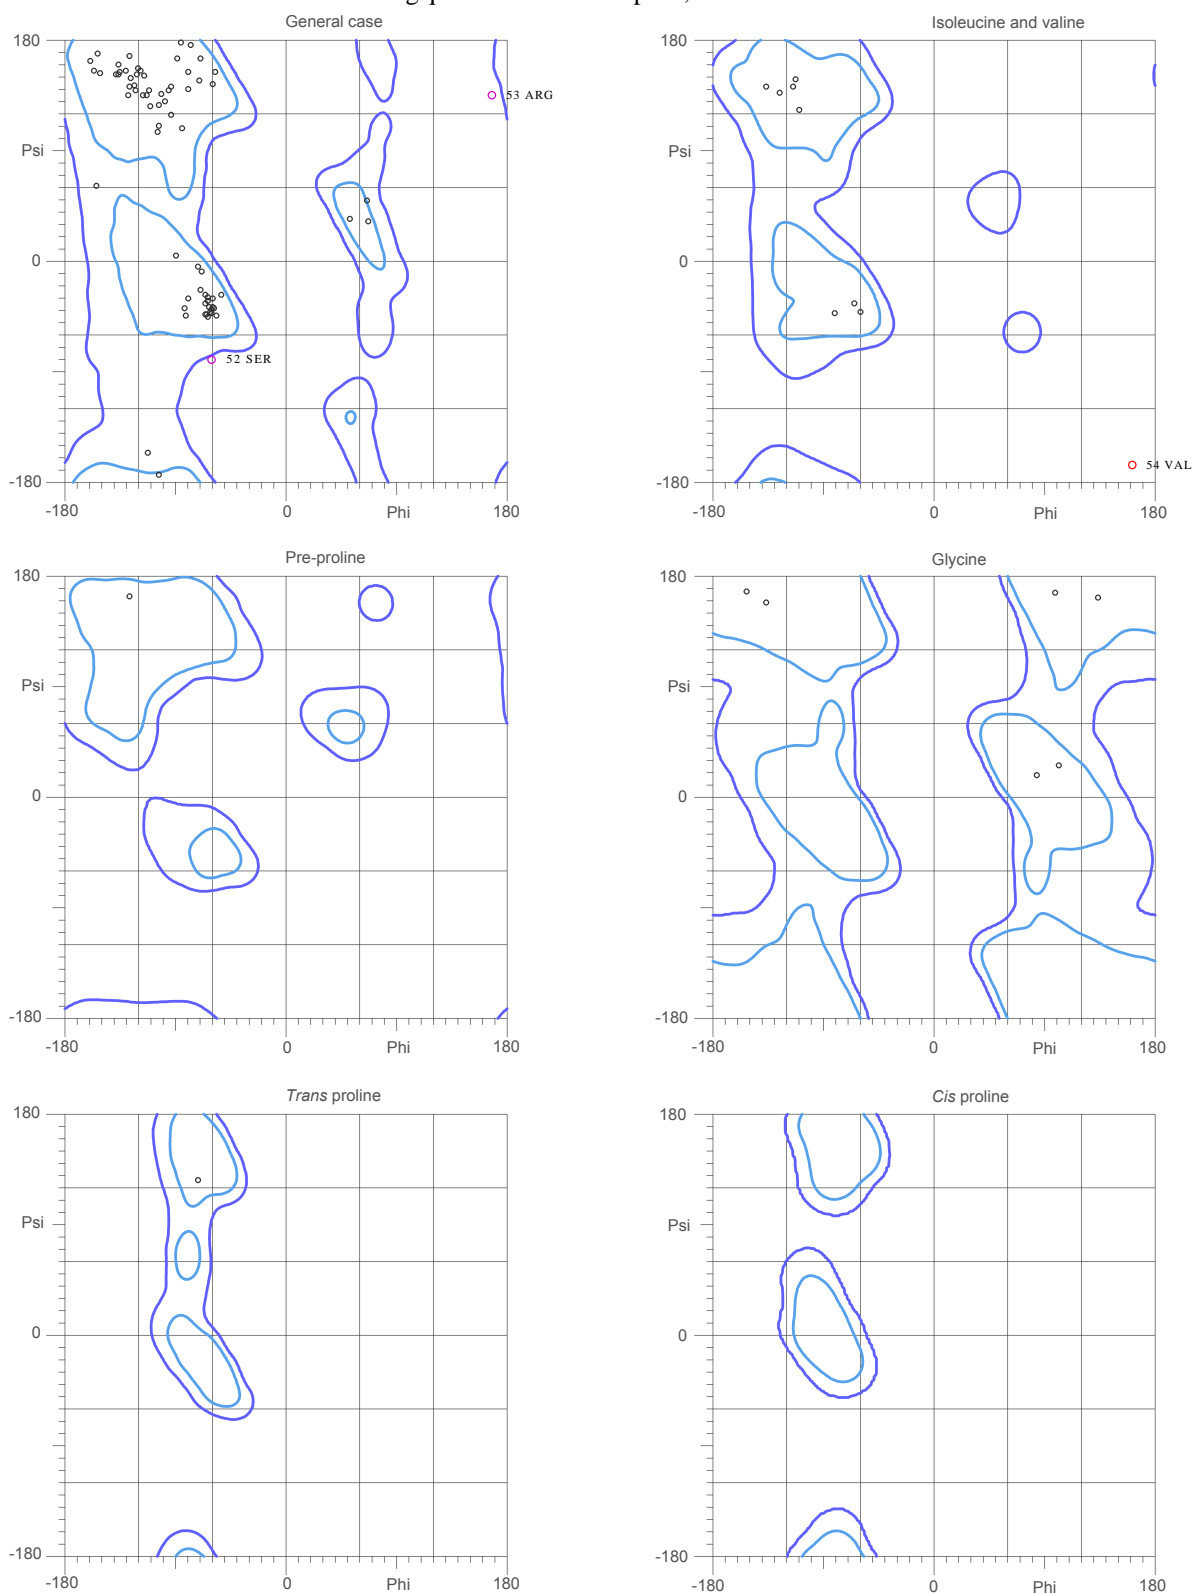 General case
Isoleucine and valine
180
180
53 ARG
Psi
Psi
0
0
52 SER
54 VAL
-180
-180
-180 0 Phi 180
-180 0 Phi 180
Pre-proline
Glycine
180
180
Psi
Psi
0
0
-180
-180
-180 0 Phi 180
-180 0 Phi 180
Trans proline
Cis proline
180
180
Psi
Psi
0
0
-180
-180
-180 0 Phi 180
-180 0 Phi 180